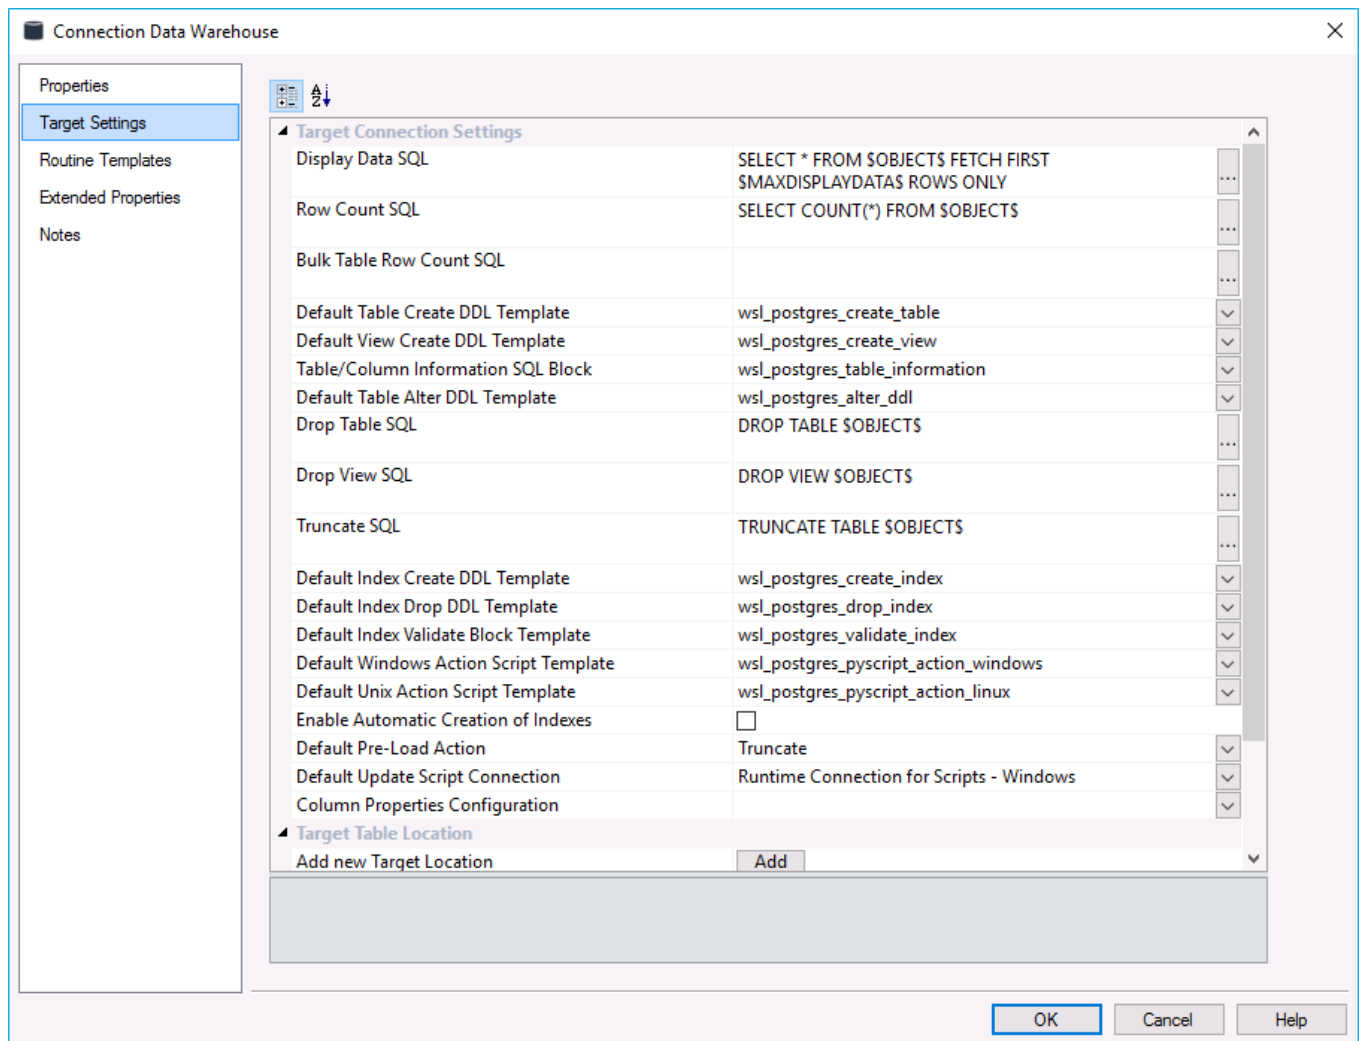 Connection Data Warehouse
Properties
Target Settings
Routine Templates
Extended Properties
Notes
Target Connection Settings
Display Data SQL
SELECT * FROM $OBJECT$ FETCH FIRST
$MAXDISPLAYDATA$ ROWS ONLY
...
Row Count SQL
SELECT COUNT(*) FROM $OBJECT$
...
Bulk Table Row Count SQL
...
Default Table Create DDL Template
wsl_postgres_create_table
Default View Create DDL Template
wsl_postgres_create_view
Table/Column Information SQL Block
wsl_postgres_table_information
Default Table Alter DDL Template
wsl_postgres_alter_ddl
Drop Table SQL
DROP TABLE $OBJECT$
...
Drop View SQL
DROP VIEW $OBJECT$
...
Truncate SQL
TRUNCATE TABLE $OBJECT$
...
Default Index Create DDL Template
wsl_postgres_create_index
Default Index Drop DDL Template
wsl_postgres_drop_index
Default Index Validate Block Template
wsl_postgres_validate_index
Default Windows Action Script Template
wsl_postgres_pyscript_action_windows
Default Unix Action Script Template
wsl_postgres_pyscript_action_linux
Enable Automatic Creation of Indexes
Default Pre-Load Action
Truncate
Default Update Script Connection
Runtime Connection for Scripts - Windows
Column Properties Configuration
Target Table Location
Add new Target Location
Add
OK
Cancel
Help